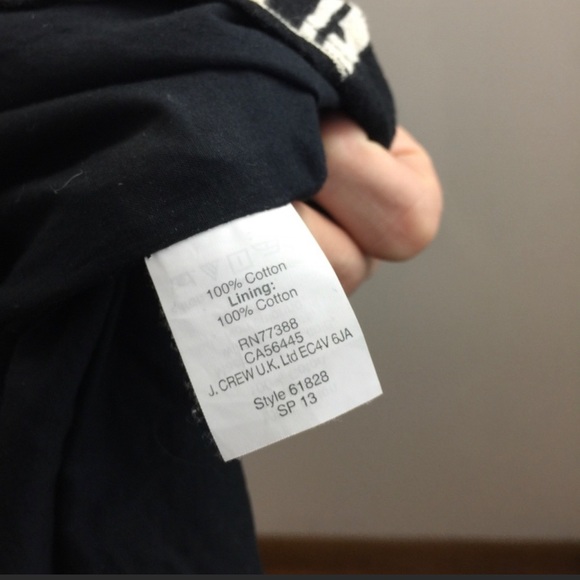 100% Cotton
Lining:
100% Cotton
RN77388
CA56445
J. CREW U.K. Ltd EC4V 6JA
Style 61828
SP 13